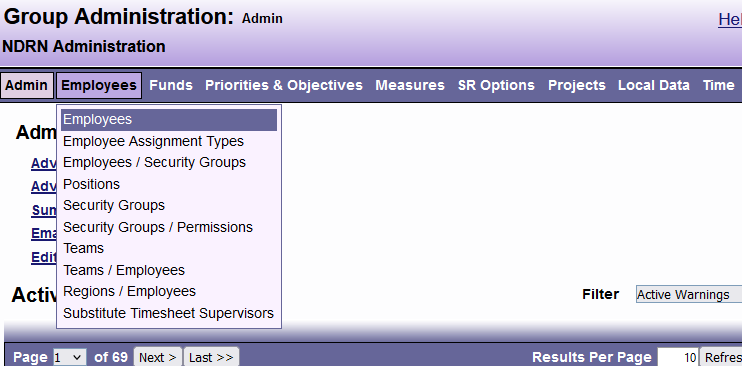 Group Administration: Admin
Hel
NDRN Administration
Admin Employees Funds Priorities & Objectives Measures SR Options Projects Local Data Time
Employees
Employee Assignment Types
Employees / Security Groups
Positions
Security Groups
Security Groups / Permissions
Teams
Teams / Employees
Regions / Employees
Substitute Timesheet Supervisors
Adm
Adv
Adv
Sum
Ema
Edit
Activ
Filter Active Warnings
Page 1 of 69 Next > Last >> Results Per Page 10 Refres